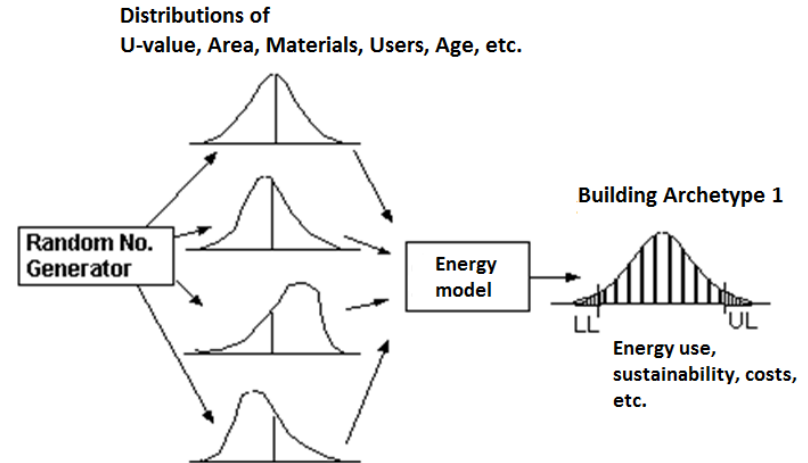 Distributions of
U-value, Area, Materials, Users, Age, etc.
Random No.
Generator
Energy
model
Building Archetype 1
LL
UL
Energy use,
sustainability, costs,
etc.